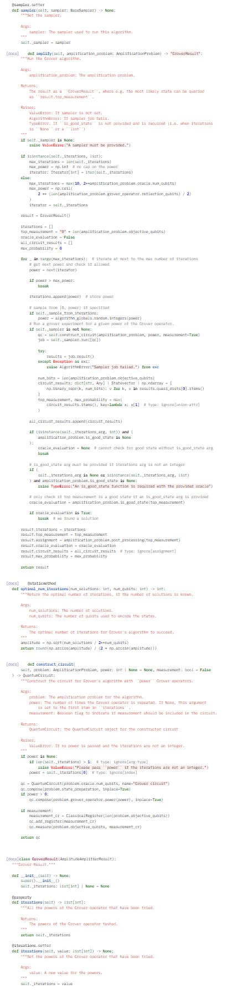 @sampler.setter
def sampler(self, sampler: BaseSampler) -> None:
"""Set the sampler.
Args:
sampler: The sampler used to run this algorithm.
"""
self._sampler = sampler
[docs] def amplify(self, amplification_problem: AmplificationProblem) -> "GroverResult":
"""Run the Grover algorithm.
Args:
amplification_problem: The amplification problem.
Returns:
The result as a ``GroverResult``, where e.g. the most likely state can be queried
as ``result.top_measurement``.
Raises:
ValueError: If sampler is not set.
AlgorithmError: If sampler job fails.
TypeError: If ``is_good_state`` is not provided and is required (i.e. when iterations
is ``None`` or a ``list``)
"""
if self._sampler is None:
raise ValueError("A sampler must be provided.")
if isinstance(self._iterations, list):
max_iterations = len(self._iterations)
max_power = np.inf # no cap on the power
iterator: Iterator[int] = iter(self._iterations)
else:
max_iterations = max(10, 2**amplification_problem.oracle.num_qubits)
max_power = np.ceil(
2 ** (len(amplification_problem.grover_operator.reflection_qubits) / 2)
)
iterator = self._iterations
result = GroverResult()
iterations = []
top_measurement = "0" * len(amplification_problem.objective_qubits)
oracle_evaluation = False
all_circuit_results = []
max_probability = 0
for _ in range(max_iterations): # iterate at most to the max number of iterations
# get next power and check if allowed
power = next(iterator)
if power > max_power:
break
iterations.append(power) # store power
# sample from [0, power) if specified
if self._sample_from_iterations:
power = algorithm_globals.random.integers(power)
# Run a grover experiment for a given power of the Grover operator.
if self._sampler is not None:
qc = self.construct_circuit(amplification_problem, power, measurement=True)
job = self._sampler.run([qc])
try:
results = job.result()
except Exception as exc:
raise AlgorithmError("Sampler job failed.") from exc
num_bits = len(amplification_problem.objective_qubits)
circuit_results: dict[str, Any] | Statevector | np.ndarray = {
np.binary_repr(k, num_bits): v for k, v in results.quasi_dists[0].items()
}
top_measurement, max_probability = max(
circuit_results.items(), key=lambda x: x[1] # type: ignore[union-attr]
)
all_circuit_results.append(circuit_results)
if (isinstance(self._iterations_arg, int)) and (
amplification_problem.is_good_state is None
):
oracle_evaluation = None # cannot check for good state without is_good_state arg
break
# is_good_state arg must be provided if iterations arg is not an integer
if (
self._iterations_arg is None or isinstance(self._iterations_arg, list)
) and amplification_problem.is_good_state is None:
raise TypeError("An is_good_state function is required with the provided oracle")
# only check if top measurement is a good state if an is_good_state arg is provided
oracle_evaluation = amplification_problem.is_good_state(top_measurement)
if oracle_evaluation is True:
break # we found a solution
result.iterations = iterations
result.top_measurement = top_measurement
result.assignment = amplification_problem.post_processing(top_measurement)
result.oracle_evaluation = oracle_evaluation
result.circuit_results = all_circuit_results # type: ignore[assignment]
result.max_probability = max_probability
return result
[docs] @staticmethod
def optimal_num_iterations(num_solutions: int, num_qubits: int) -> int:
"""Return the optimal number of iterations, if the number of solutions is known.
Args:
num_solutions: The number of solutions.
num_qubits: The number of qubits used to encode the states.
Returns:
The optimal number of iterations for Grover's algorithm to succeed.
"""
amplitude = np.sqrt(num_solutions / 2**num_qubits)
return round(np.arccos(amplitude) / (2 * np.arcsin(amplitude)))
[docs] def construct_circuit(
self, problem: AmplificationProblem, power: int | None = None, measurement: bool = False
) -> QuantumCircuit:
"""Construct the circuit for Grover's algorithm with ``power`` Grover operators.
Args:
problem: The amplification problem for the algorithm.
power: The number of times the Grover operator is repeated. If None, this argument
is set to the first item in ``iterations``.
measurement: Boolean flag to indicate if measurement should be included in the circuit.
Returns:
QuantumCircuit: the QuantumCircuit object for the constructed circuit
Raises:
ValueError: If no power is passed and the iterations are not an integer.
"""
if power is None:
if len(self._iterations) > 1: # type: ignore[arg-type]
raise ValueError("Please pass ``power`` if the iterations are not an integer.")
power = self._iterations[0] # type: ignore[index]
qc = QuantumCircuit(problem.oracle.num_qubits, name="Grover circuit")
qc.compose(problem.state_preparation, inplace=True)
if power > 0:
qc.compose(problem.grover_operator.power(power), inplace=True)
if measurement:
measurement_cr = ClassicalRegister(len(problem.objective_qubits))
qc.add_register(measurement_cr)
qc.measure(problem.objective_qubits, measurement_cr)
return qc
[docs]class GroverResult(AmplitudeAmplifierResult):
"""Grover Result."""
def __init__(self) -> None:
super().__init__()
self._iterations: list[int] | None = None
@property
def iterations(self) -> list[int]:
"""All the powers of the Grover operator that have been tried.
Returns:
The powers of the Grover operator tested.
"""
return self._iterations
@iterations.setter
def iterations(self, value: list[int]) -> None:
"""Set the powers of the Grover operator that have been tried.
Args:
value: A new value for the powers.
"""
self._iterations = value